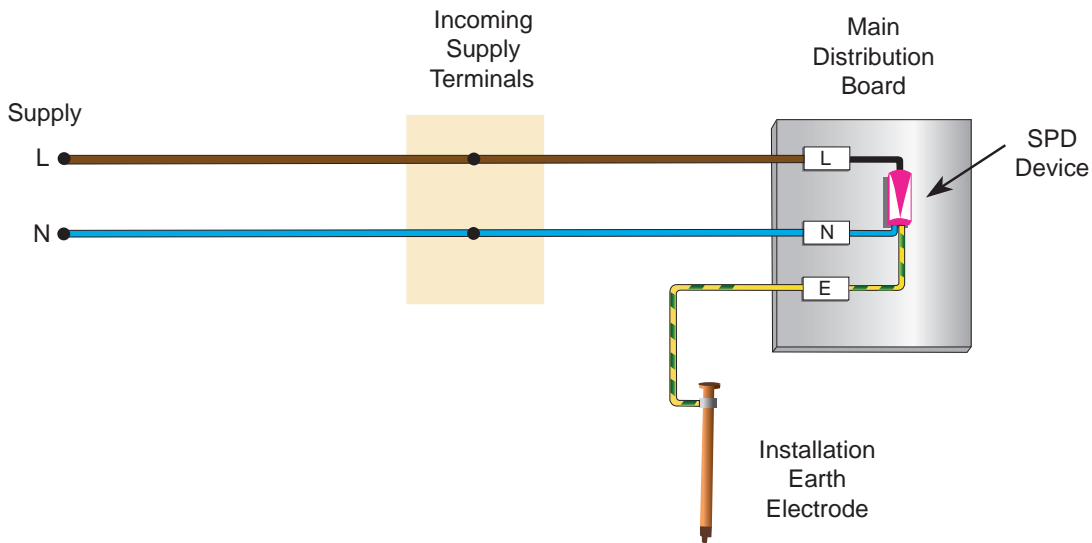 Incoming
Supply
Terminals
Main
Distribution
Board
Supply
SPD
Device
L
L
N
N
E
Installation
Earth
Electrode